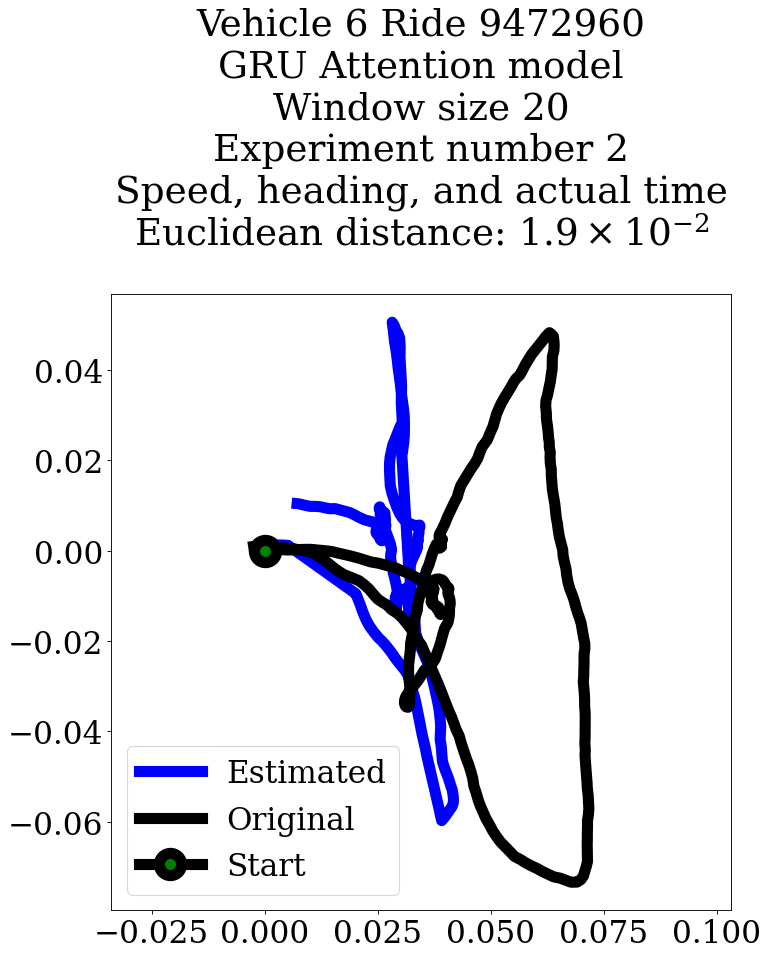 Vehicle 6 Ride 9472960
GRU Attention model
Window size 20
Experiment number 2
Speed, heading, and actual time
Euclidean distance: 1.9 × 10⁻²
0.04
0.02
0.00
−0.02
−0.04
−0.06
Estimated
Original
Start
−0.025 0.000 0.025 0.050 0.075 0.100